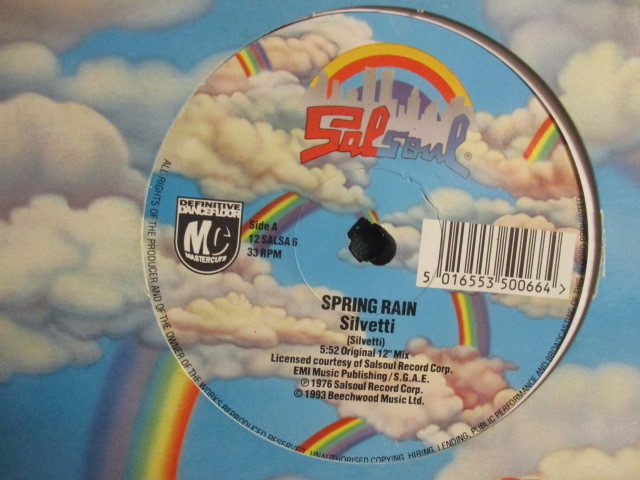 Salsoul®
DEFINITIVE
DANCEFLOOR
MC
MASTERCUTS
Side A
12 SALSA 6
33 RPM
5 016553 500664 >
SPRING RAIN
Silvetti
(Silvetti)
5:52 Original 12" Mix
Licensed courtesy of Salsoul Record Corp.
EMI Music Publishing / S.G.A.E.
℗ 1976 Salsoul Record Corp.
© 1993 Beechwood Music Ltd.
ALL RIGHTS OF THE PRODUCER AND OF THE OWNER OF THE WORKS REPRODUCED RESERVED. UNAUTHORISED COPYING, HIRING, LENDING, PUBLIC PERFORMANCE AND BROADCASTING OF